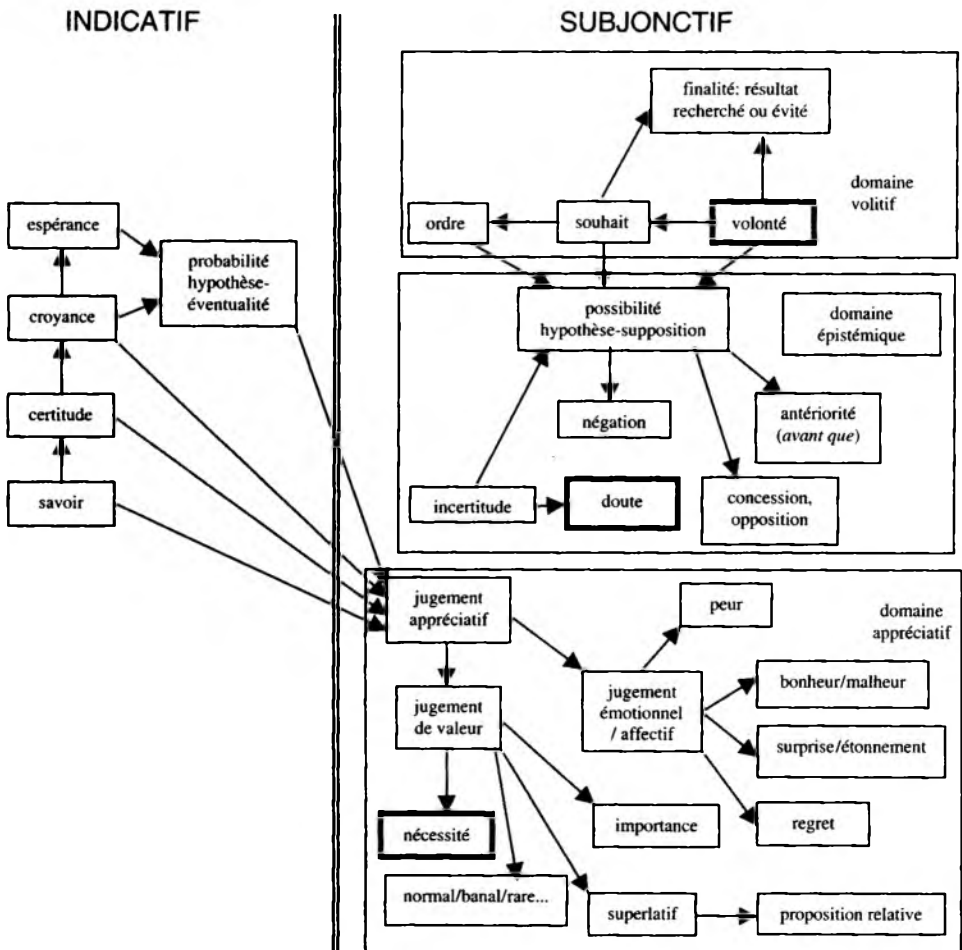 INDICATIF
SUBJONCTIF
finalité: résultat
recherché ou évité
domaine
volitif
ordre
souhait
volonté
espérance
probabilité
hypothèse-
éventualité
croyance
certitude
savoir
possibilité
hypothèse-supposition
domaine
épistémique
négation
antériorité
(avant que)
incertitude
doute
concession,
opposition
jugement
appréciatif
peur
domaine
appréciatif
jugement
de valeur
jugement
émotionnel
/ affectif
bonheur/malheur
surprise/étonnement
nécessité
importance
regret
normal/banal/rare...
superlatif
proposition relative